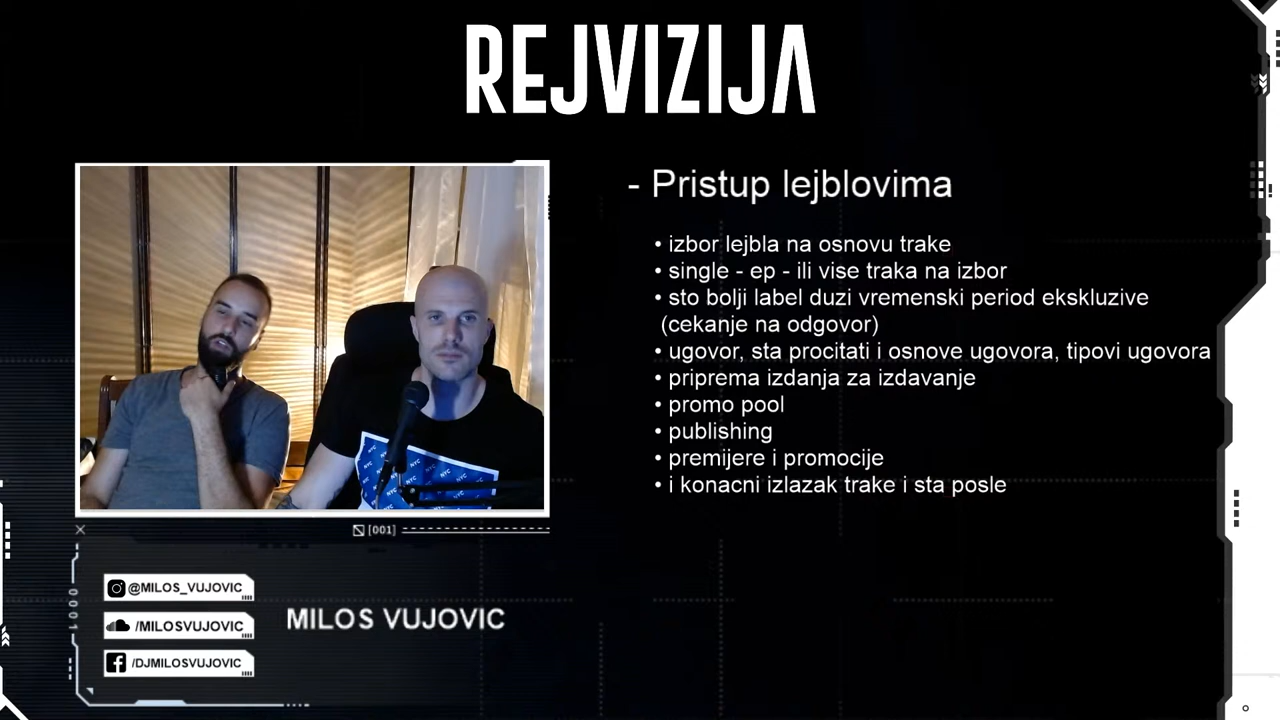 REJVIZIJA
- Pristup lejblovima
• izbor lejbla na osnovu trake
• single - ep - ili vise traka na izbor
• sto bolji label duzi vremenski period ekskluzive
(cekanje na odgovor)
• ugovor, sta procitati i osnove ugovora, tipovi ugovora
• priprema izdanja za izdavanje
• promo pool
• publishing
• premijere i promocije
• i konacni izlazak trake i sta posle
[001]
0001
@MILOS_VUJOVIC
/MILOSVUJOVIC
/DJMILOSVUJOVIC
MILOS VUJOVIC